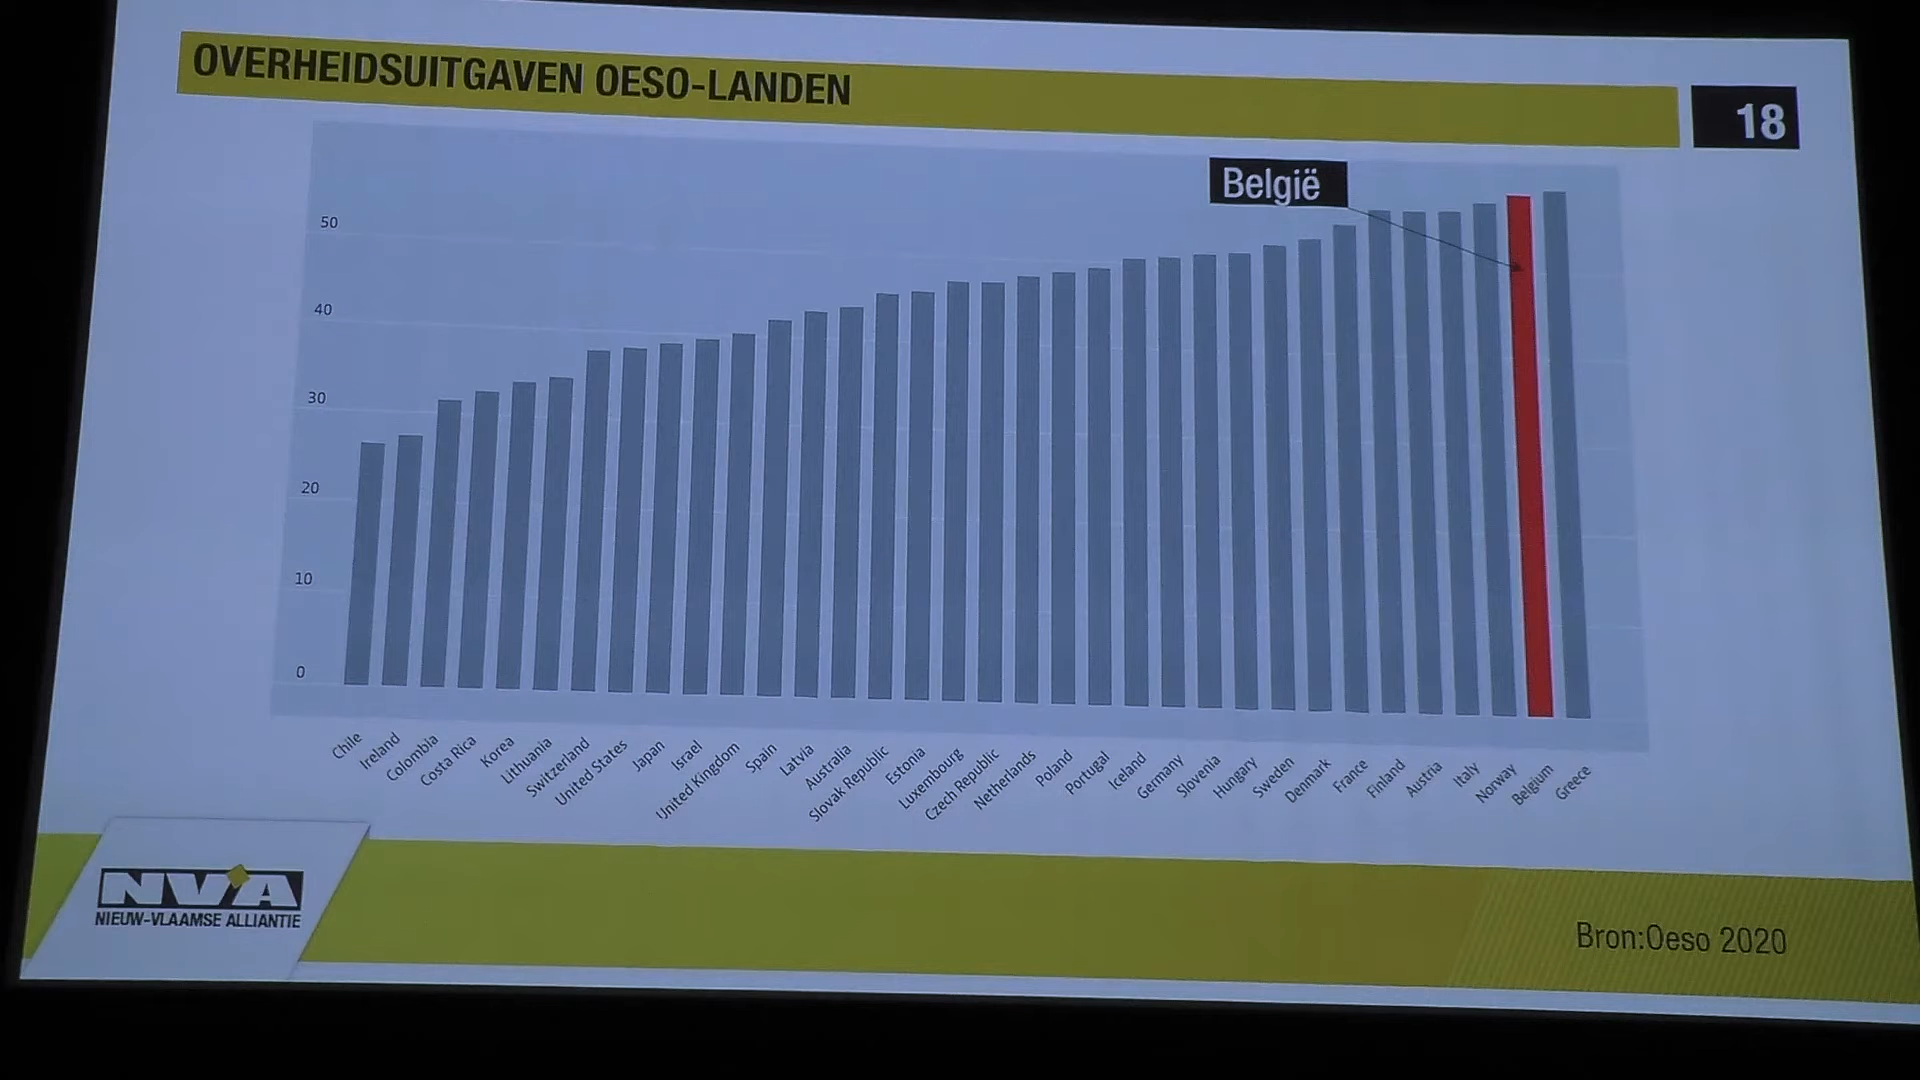 OVERHEIDSUITGAVEN OESO-LANDEN
18
België
50
40
30
20
10
0
Chile
Ireland
Colombia
Costa Rica
Korea
Lithuania
Switzerland
United States
Japan
Israel
United Kingdom
Spain
Latvia
Australia
Slovak Republic
Estonia
Luxembourg
Czech Republic
Netherlands
Poland
Portugal
Iceland
Germany
Slovenia
Hungary
Sweden
Denmark
France
Finland
Austria
Italy
Norway
Belgium
Greece
NVA
NIEUW-VLAAMSE ALLIANTIE
Bron:Oeso 2020